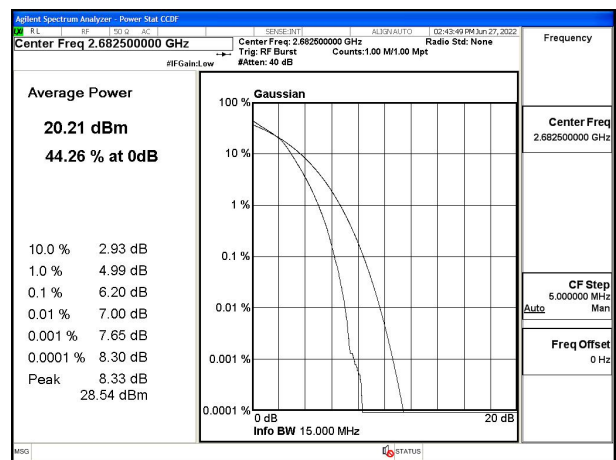 Agilent Spectrum Analyzer - Power Stat CCDF
RL RF 50 Ω AC SENSE:INT ALIGN AUTO 02:43:49 PM Jun 27, 2022
Center Freq 2.682500000 GHz
Center Freq: 2.682500000 GHz Radio Std: None
Trig: RF Burst Counts:1.00 M/1.00 Mpt
#IFGain:Low #Atten: 40 dB
Frequency
Average Power
20.21 dBm
44.26 % at 0dB
10.0 % 2.93 dB
1.0 % 4.99 dB
0.1 % 6.20 dB
0.01 % 7.00 dB
0.001 % 7.65 dB
0.0001 % 8.30 dB
Peak 8.33 dB
28.54 dBm
Gaussian
100 %
10 %
1 %
0.1 %
0.01 %
0.001 %
0.0001 %
0 dB 20 dB
Info BW 15.000 MHz
Center Freq
2.682500000 GHz
CF Step
5.000000 MHz
Auto Man
Freq Offset
0 Hz
MSG STATUS